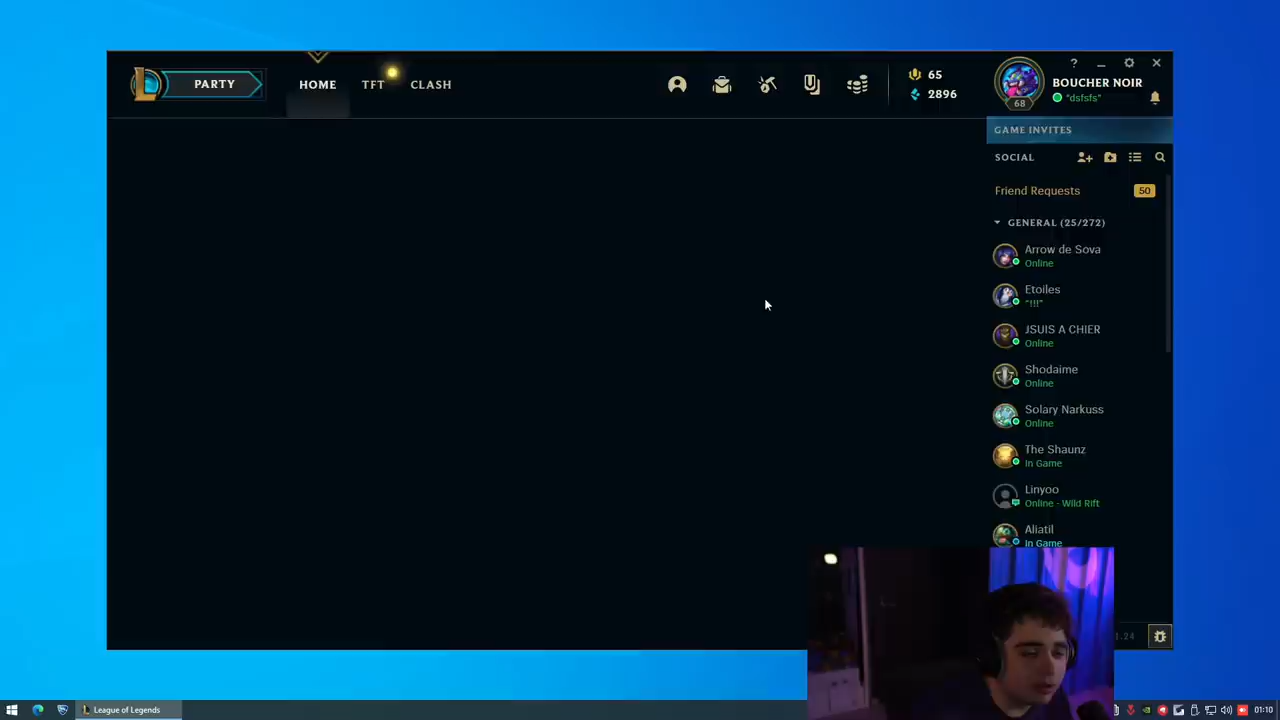 PARTY
HOME
TFT
CLASH
65
2896
68
?
BOUCHER NOIR
"dsfsfs"
GAME INVITES
SOCIAL
Friend Requests
50
GENERAL (25/272)
Arrow de Sova
Online
Etoiles
"!!!"
JSUIS A CHIER
Online
Shodaime
Online
Solary Narkuss
Online
The Shaunz
In Game
Linyoo
Online - Wild Rift
Aliatil
In Game
1.24
League of Legends
01:10